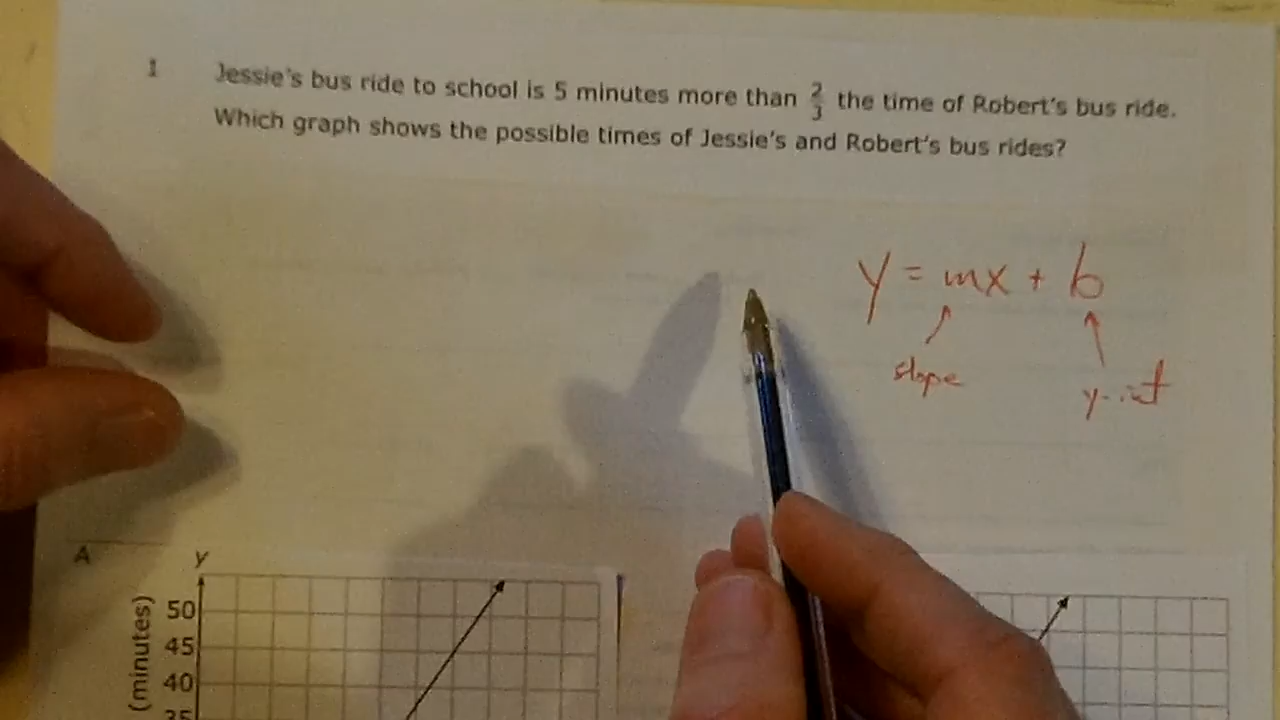 1 Jessie's bus ride to school is 5 minutes more than 2/3 the time of Robert's bus ride.
Which graph shows the possible times of Jessie's and Robert's bus rides?
y = mx + b
slope
y-int
A
y
(minutes)
50
45
40
35